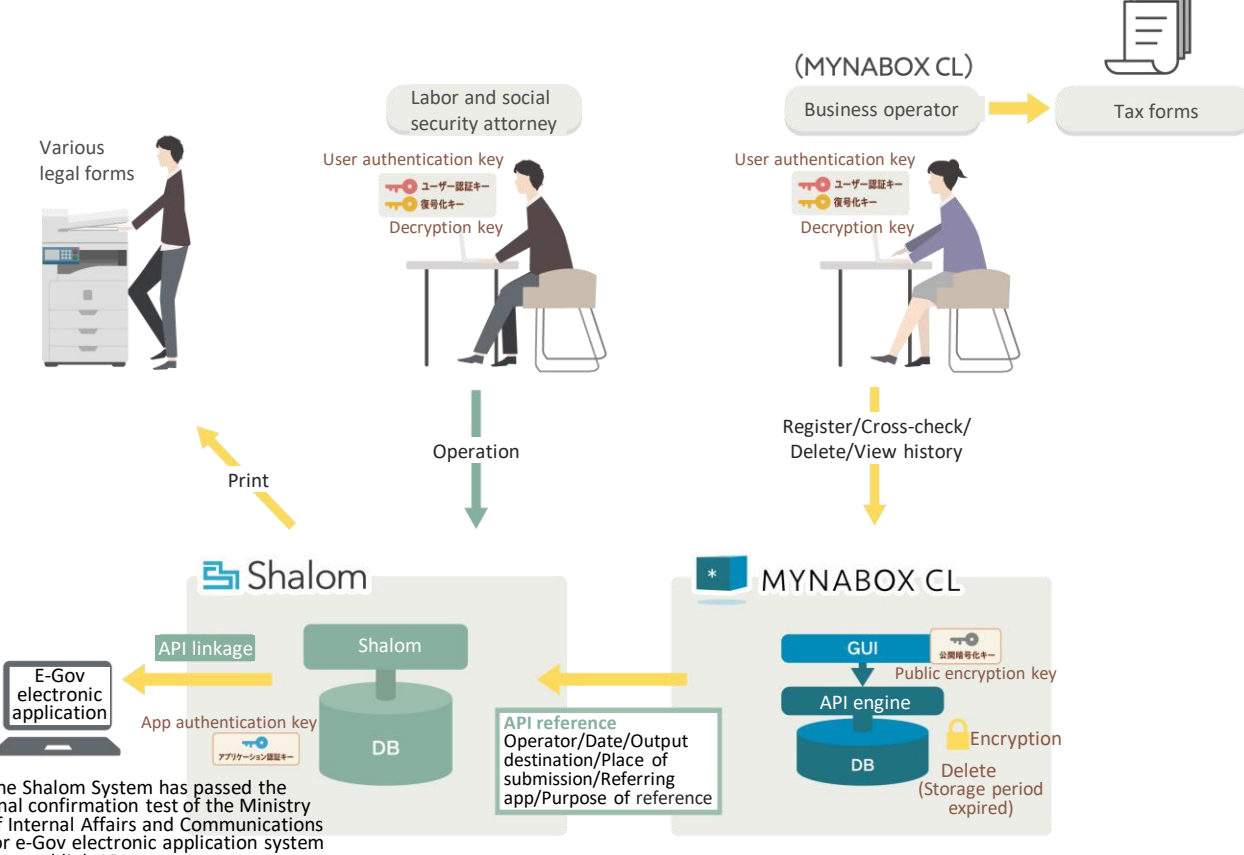 (MYNABOX CL)
Business operator
Tax forms
Labor and social
security attorney
Various
legal forms
User authentication key
ユーザー認証キー
復号化キー
Decryption key
User authentication key
ユーザー認証キー
復号化キー
Decryption key
Print
Operation
Register/Cross-check/
Delete/View history
Shalom
MYNABOX CL
API linkage
Shalom
DB
E-Gov
electronic
application
App authentication key
アプリケーション認証キー
API reference
Operator/Date/Output
destination/Place of
submission/Referring
app/Purpose of reference
GUI
公開暗号化キー
Public encryption key
API engine
DB
Encryption
Delete
(Storage period
expired)
Shalom System has passed the
confirmation test of the Ministry
Internal Affairs and Communications
e-Gov electronic application system